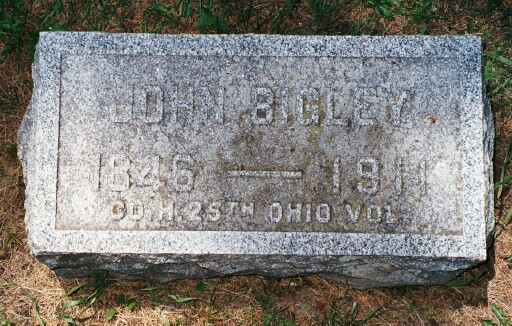 JOHN BIGLEY
1846 — 1911
CO. H. 25TH OHIO VOL.